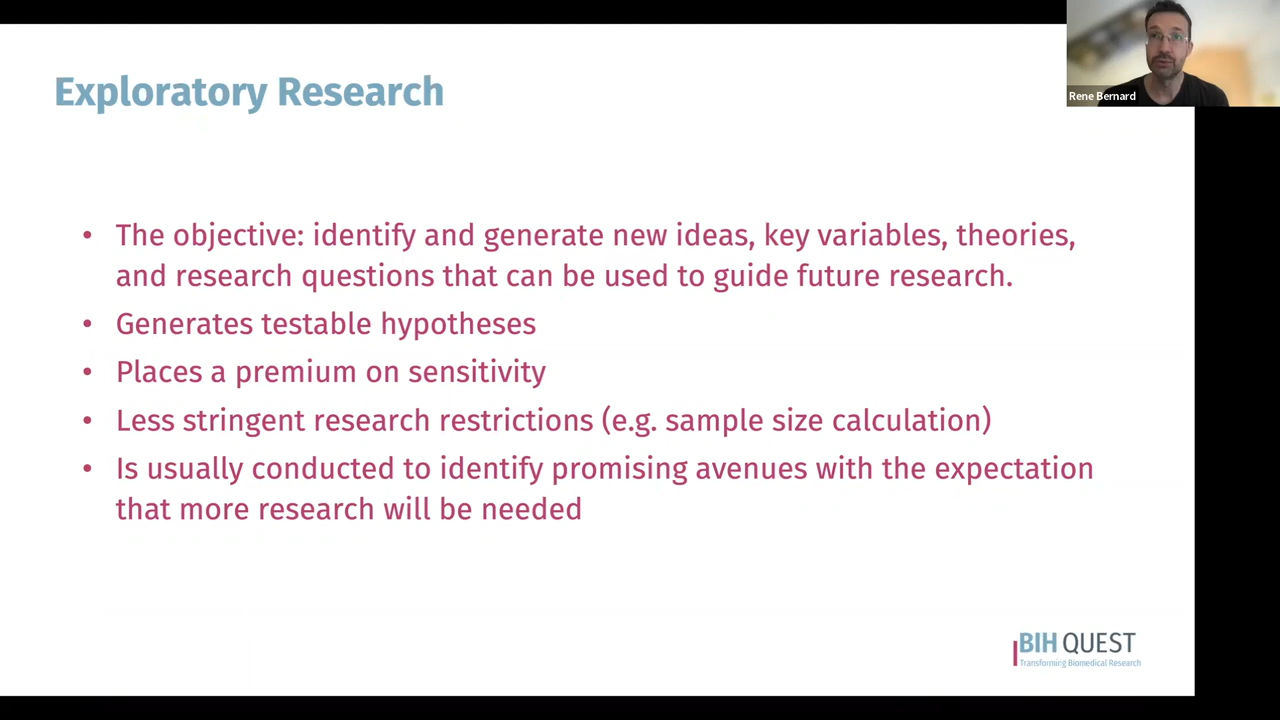 Exploratory Research
Rene Bernard
• The objective: identify and generate new ideas, key variables, theories,
and research questions that can be used to guide future research.
• Generates testable hypotheses
• Places a premium on sensitivity
• Less stringent research restrictions (e.g. sample size calculation)
• Is usually conducted to identify promising avenues with the expectation
that more research will be needed
BIH QUEST
Transforming Biomedical Research